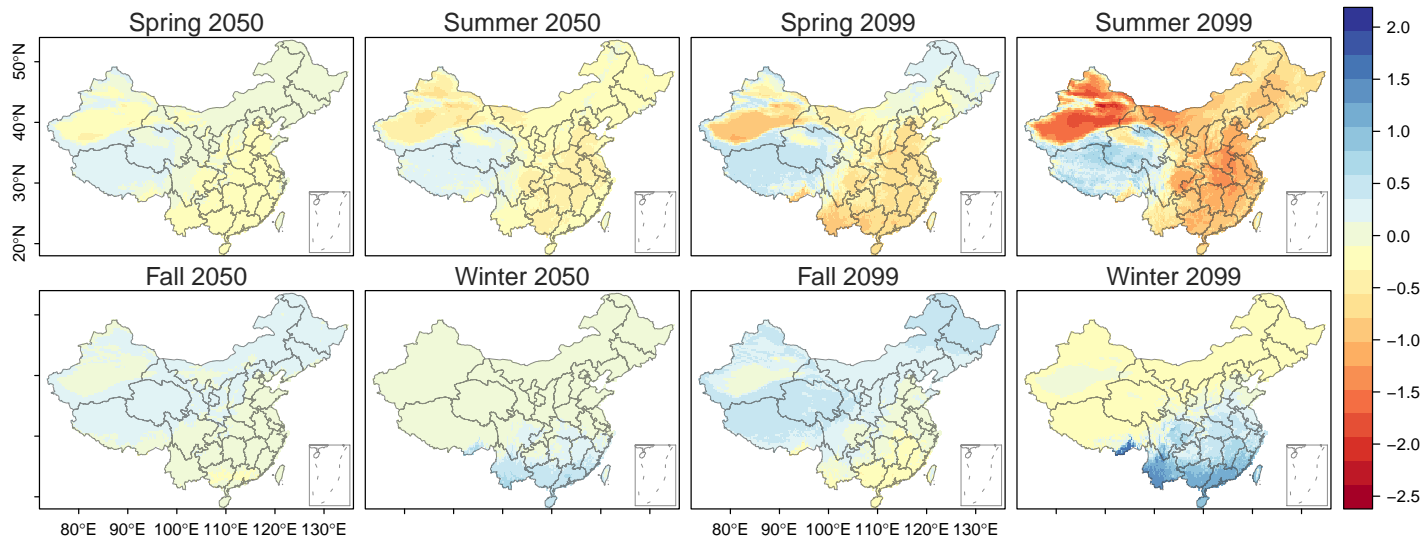 Spring 2050 Summer 2050 Spring 2099 Summer 2099
50°N
40°N
30°N
20°N
Fall 2050 Winter 2050 Fall 2099 Winter 2099
80°E 90°E 100°E 110°E 120°E 130°E 80°E 90°E 100°E 110°E 120°E 130°E
2.0
1.5
1.0
0.5
0.0
−0.5
−1.0
−1.5
−2.0
−2.5